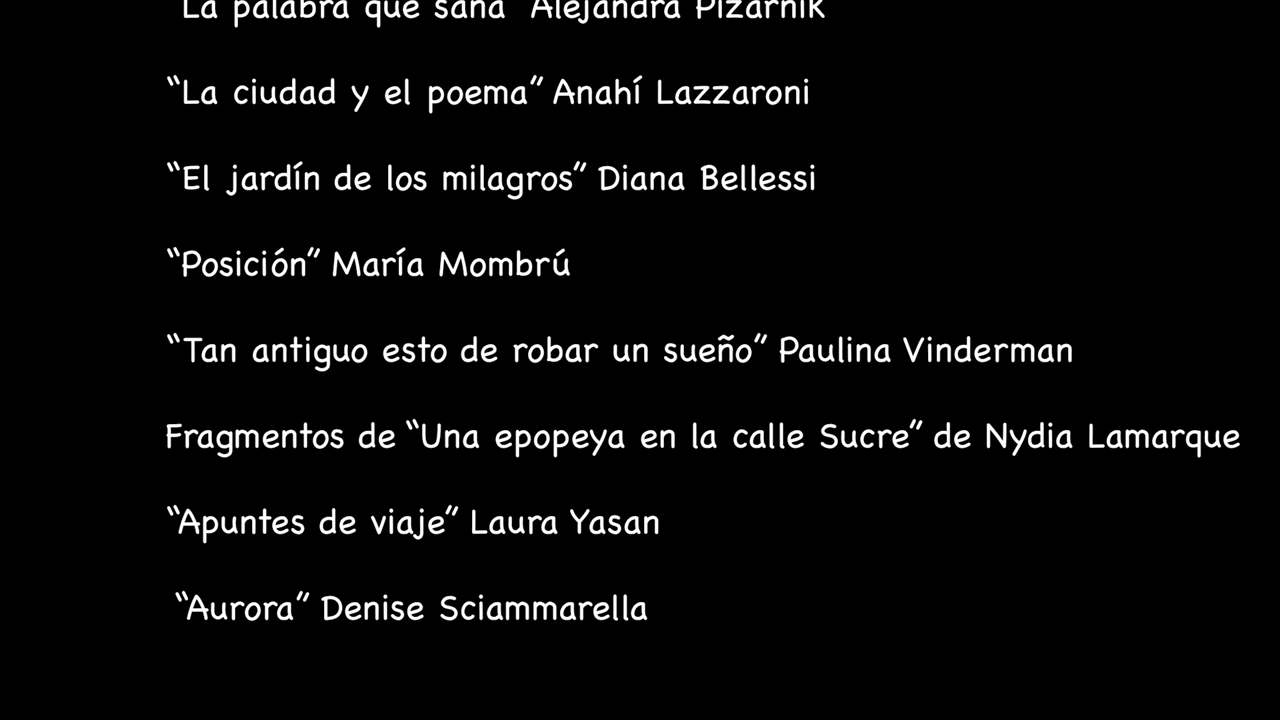 “La palabra que sana” Alejandra Pizarnik
“La ciudad y el poema” Anahí Lazzaroni
“El jardín de los milagros” Diana Bellessi
“Posición” María Mombrú
“Tan antiguo esto de robar un sueño” Paulina Vinderman
Fragmentos de “Una epopeya en la calle Sucre” de Nydia Lamarque
“Apuntes de viaje” Laura Yasan
“Aurora” Denise Sciammarella